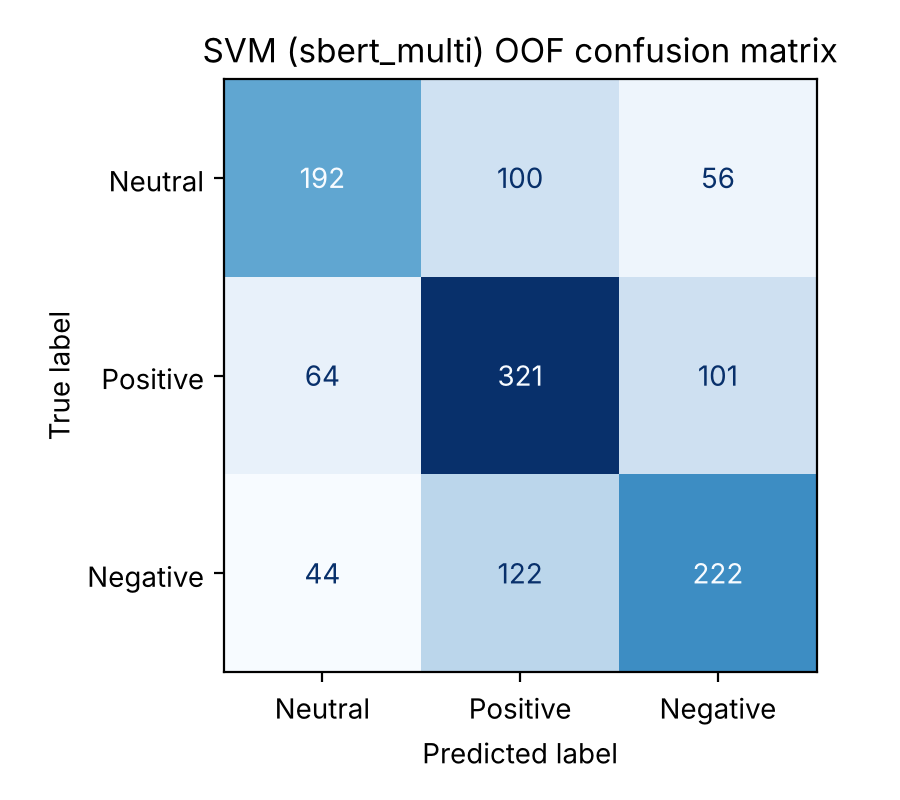 SVM (sbert_multi) OOF confusion matrix
Neutral 192 100 56
Positive 64 321 101
Negative 44 122 222
True label
Neutral Positive Negative
Predicted label